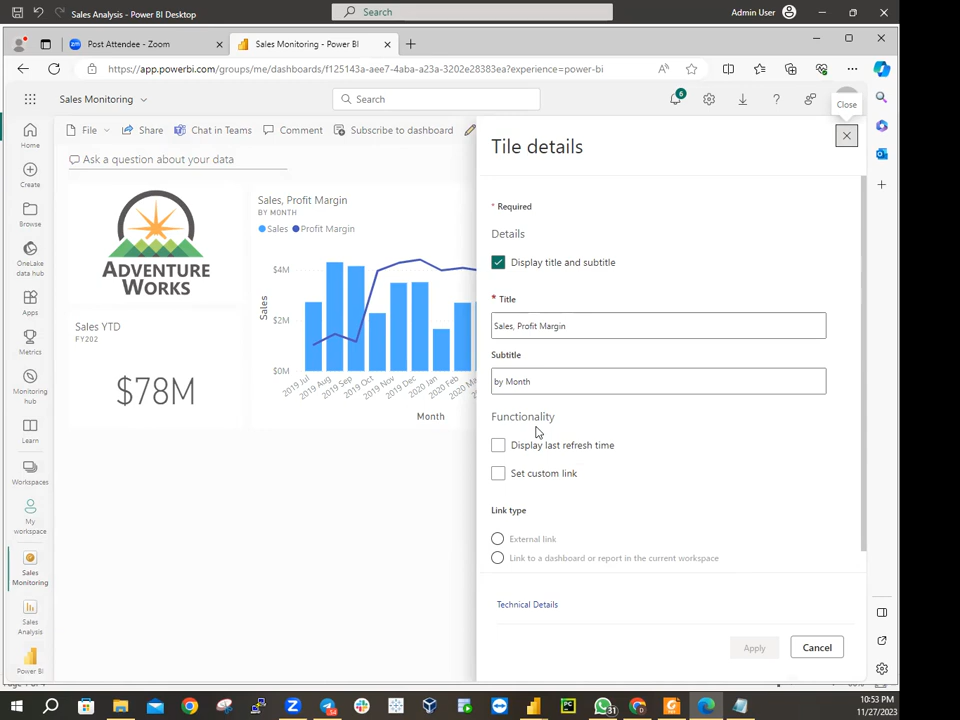 Sales Analysis - Power BI Desktop
Search
Admin User
Post Attendee - Zoom
Sales Monitoring - Power BI
https://app.powerbi.com/groups/me/dashboards/f125143a-aee7-4aba-a23a-3202e28383ea?experience=power-bi
Sales Monitoring
Search
6
Close
File
Share
Chat in Teams
Comment
Subscribe to dashboard
Ask a question about your data
Home
Create
Browse
OneLake
data hub
Apps
Metrics
Monitoring
hub
Learn
Workspaces
My
workspace
Sales
Monitoring
Sales
Analysis
Power BI
ADVENTURE
WORKS
Sales YTD
FY202
$78M
Sales, Profit Margin
BY MONTH
Sales
Profit Margin
$4M
$2M
$0M
Sales
2019 Jul
2019 Aug
2019 Sep
2019 Oct
2019 Nov
2019 Dec
2020 Jan
2020 Feb
Month
Tile details
* Required
Details
Display title and subtitle
* Title
Sales, Profit Margin
Subtitle
by Month
Functionality
Display last refresh time
Set custom link
Link type
External link
Link to a dashboard or report in the current workspace
Technical Details
Apply
Cancel
31
10:53 PM
11/27/2023